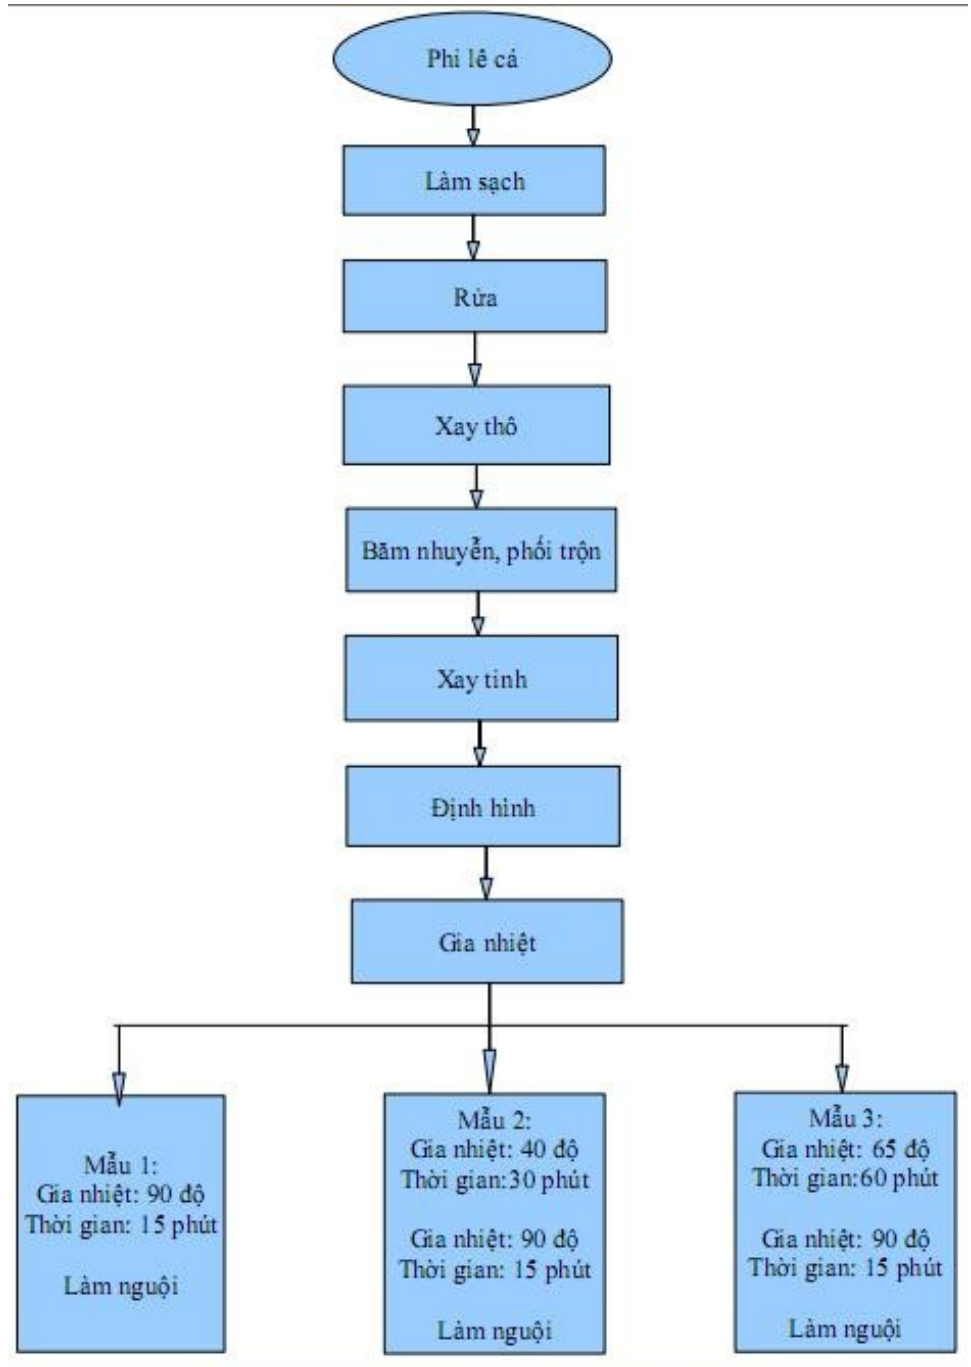 Phi lê cá
Làm sạch
Rửa
Xay thô
Băm nhuyễn, phối trộn
Xay tinh
Định hình
Gia nhiệt
Mẫu 1:
Gia nhiệt: 90 độ
Thời gian: 15 phút
Làm nguội
Mẫu 2:
Gia nhiệt: 40 độ
Thời gian:30 phút
Gia nhiệt: 90 độ
Thời gian: 15 phút
Làm nguội
Mẫu 3:
Gia nhiệt: 65 độ
Thời gian:60 phút
Gia nhiệt: 90 độ
Thời gian: 15 phút
Làm nguội